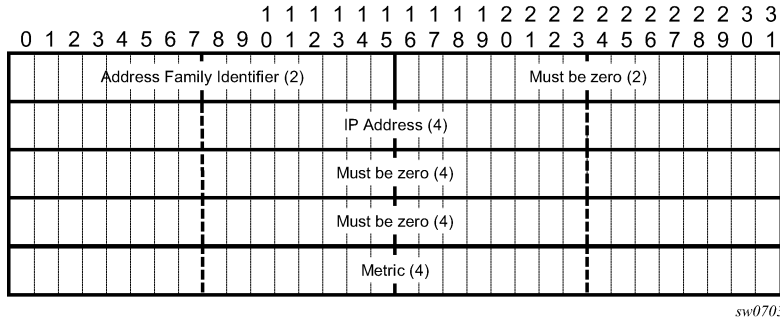 1 1 1 1 1 1 1 1 1 1 2 2 2 2 2 2 2 2 2 2 3 3
0 1 2 3 4 5 6 7 8 9 0 1 2 3 4 5 6 7 8 9 0 1 2 3 4 5 6 7 8 9 0 1
Address Family Identifier (2) Must be zero (2)
IP Address (4)
Must be zero (4)
Must be zero (4)
Metric (4)
sw0703